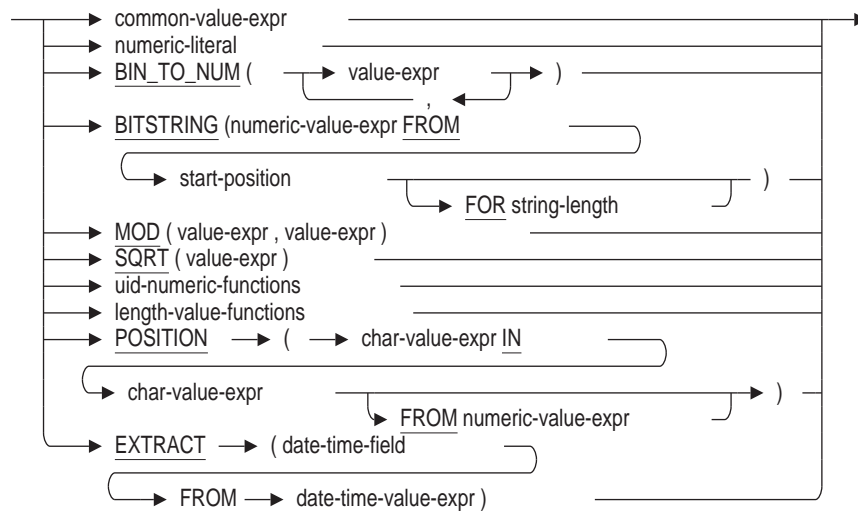 common-value-expr
numeric-literal
BIN_TO_NUM ( value-expr )
,
BITSTRING (numeric-value-expr FROM
start-position )
FOR string-length
MOD ( value-expr , value-expr )
SQRT ( value-expr )
uid-numeric-functions
length-value-functions
POSITION ( char-value-expr IN
char-value-expr )
FROM numeric-value-expr
EXTRACT ( date-time-field
FROM date-time-value-expr )